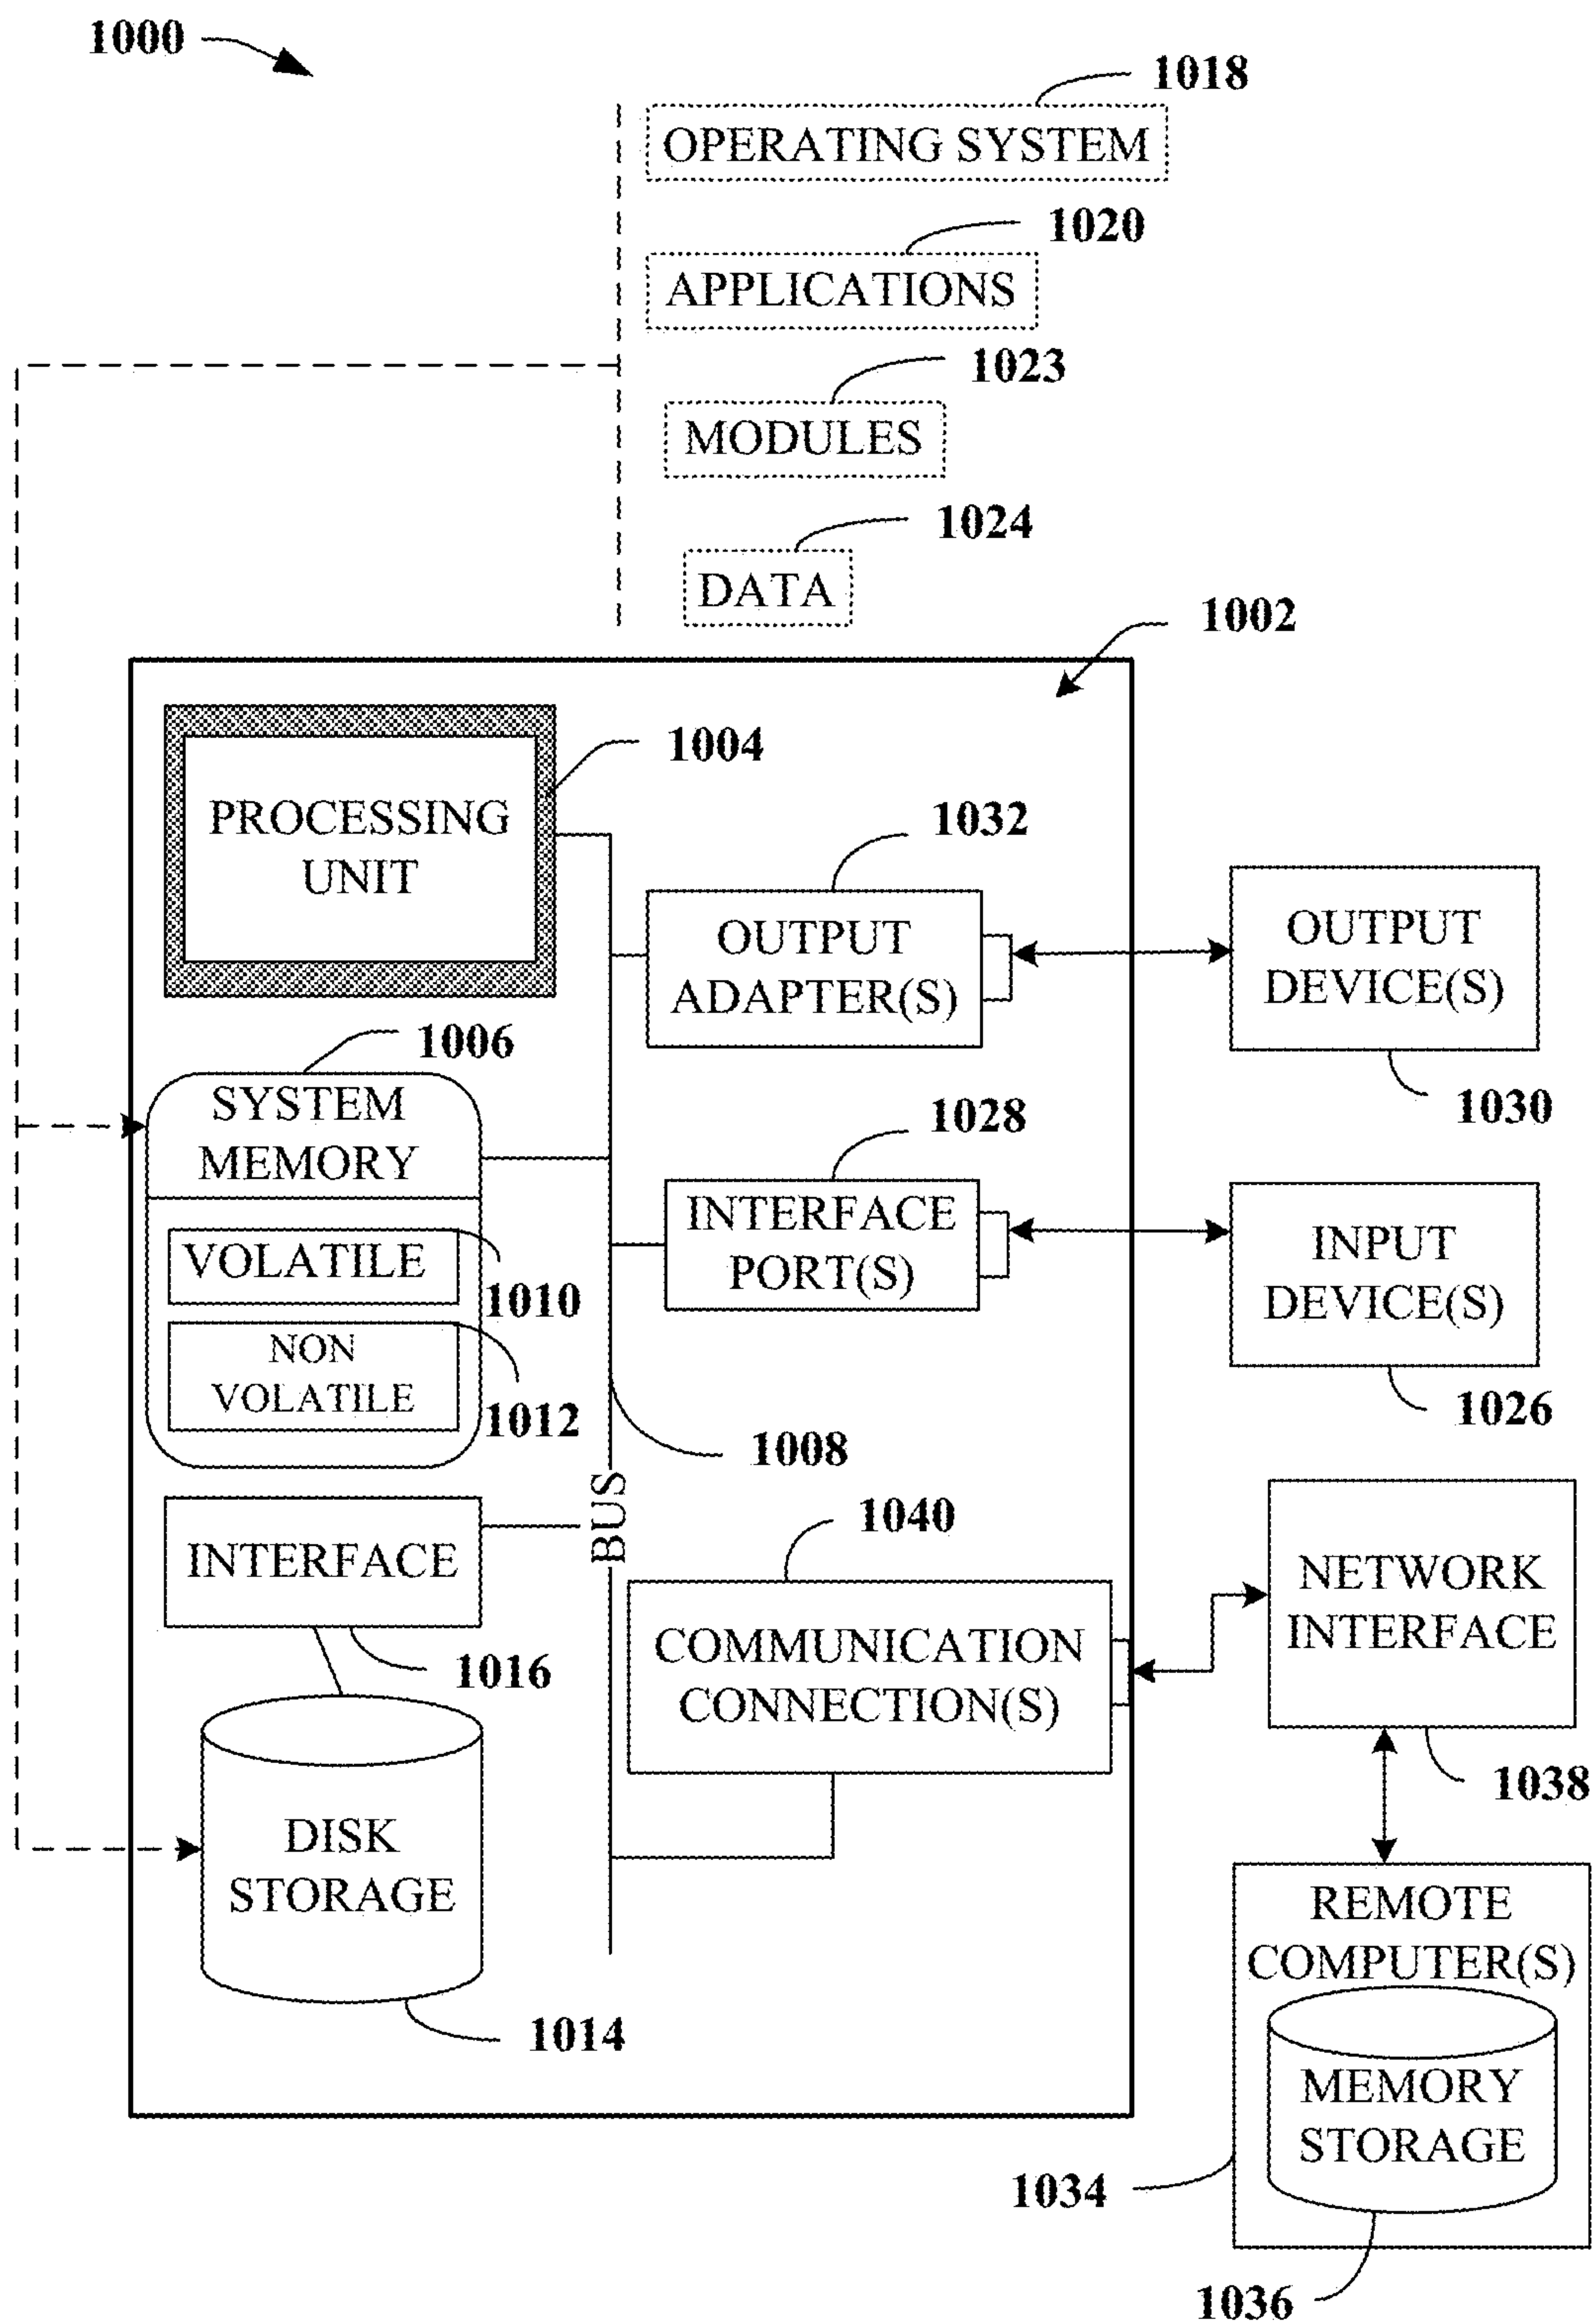 1000
1018
OPERATING SYSTEM
1020
APPLICATIONS
1023
MODULES
1024
DATA
1002
PROCESSING
UNIT
1004
1032
OUTPUT
ADAPTER(S)
OUTPUT
DEVICE(S)
1030
1006
SYSTEM
MEMORY
VOLATILE
1010
NON
VOLATILE
1012
1028
INTERFACE
PORT(S)
INPUT
DEVICE(S)
1026
1008
BUS
INTERFACE
1016
1040
COMMUNICATION
CONNECTION(S)
NETWORK
INTERFACE
1038
DISK
STORAGE
1014
REMOTE
COMPUTER(S)
MEMORY
STORAGE
1034
1036